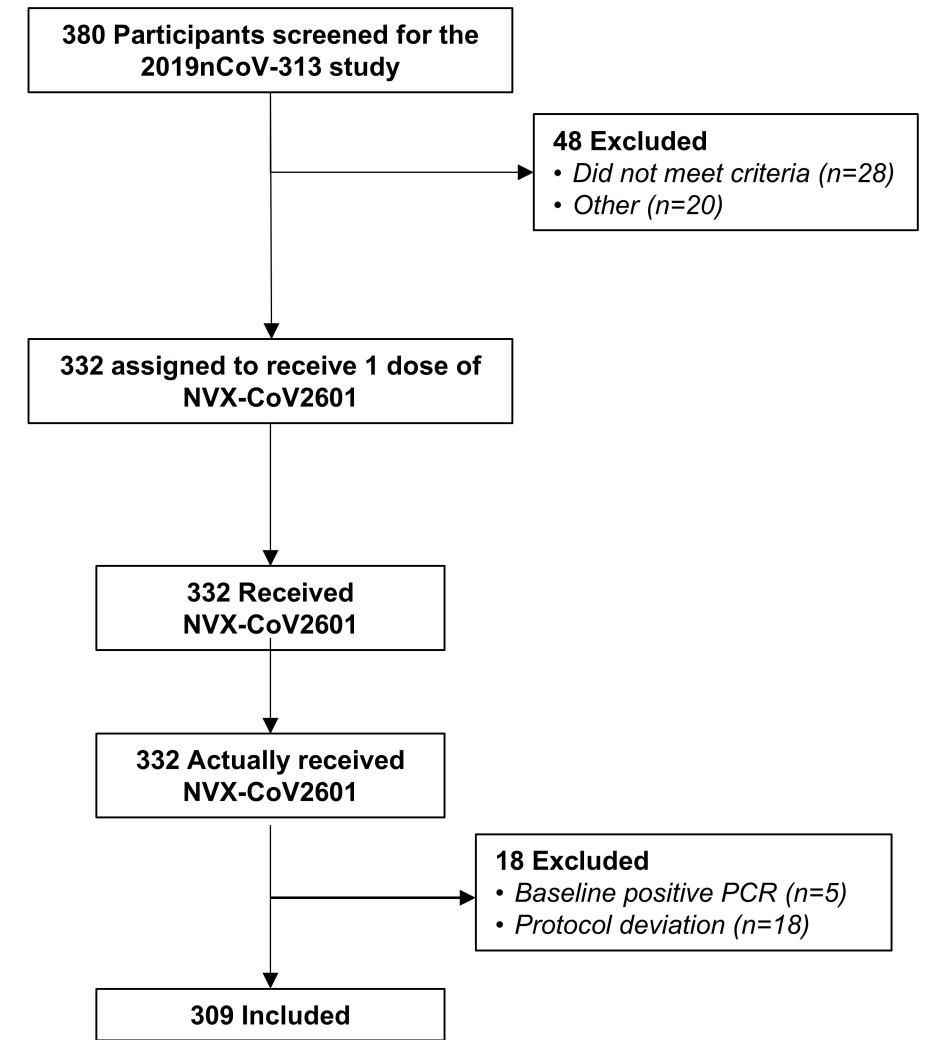 380 Participants screened for the
2019nCoV-313 study
48 Excluded
• Did not meet criteria (n=28)
• Other (n=20)
332 assigned to receive 1 dose of
NVX-CoV2601
332 Received
NVX-CoV2601
332 Actually received
NVX-CoV2601
18 Excluded
• Baseline positive PCR (n=5)
• Protocol deviation (n=18)
309 Included